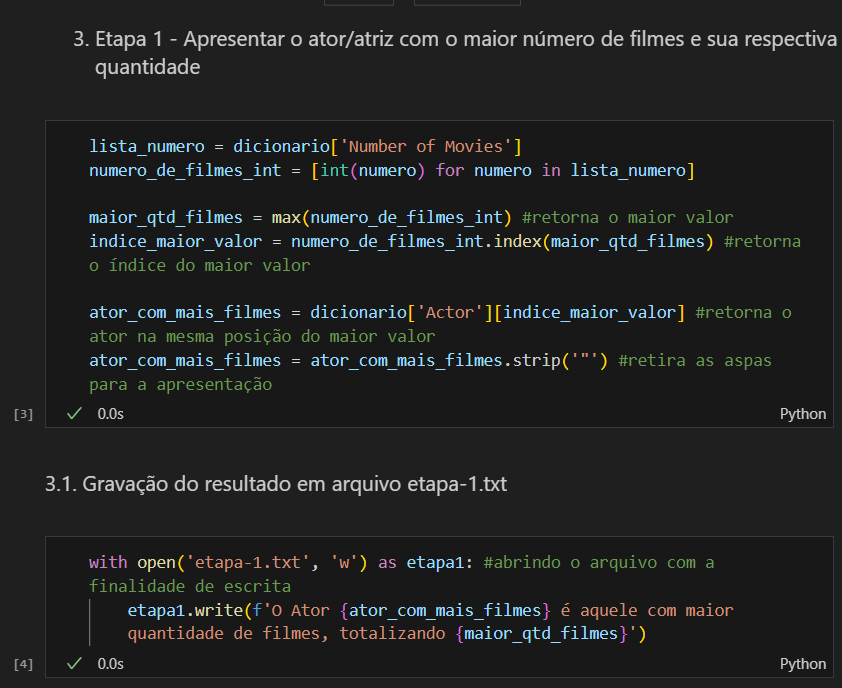 3. Etapa 1 - Apresentar o ator/atriz com o maior número de filmes e sua respectiva
quantidade
lista_numero = dicionario['Number of Movies']
numero_de_filmes_int = [int(numero) for numero in lista_numero]
maior_qtd_filmes = max(numero_de_filmes_int) #retorna o maior valor
indice_maior_valor = numero_de_filmes_int.index(maior_qtd_filmes) #retorna
o índice do maior valor
ator_com_mais_filmes = dicionario['Actor'][indice_maior_valor] #retorna o
ator na mesma posição do maior valor
ator_com_mais_filmes = ator_com_mais_filmes.strip('"') #retira as aspas
para a apresentação
[3] ✓ 0.0s Python
3.1. Gravação do resultado em arquivo etapa-1.txt
with open('etapa-1.txt', 'w') as etapa1: #abrindo o arquivo com a
finalidade de escrita
etapa1.write(f'O Ator {ator_com_mais_filmes} é aquele com maior
quantidade de filmes, totalizando {maior_qtd_filmes}')
[4] ✓ 0.0s Python